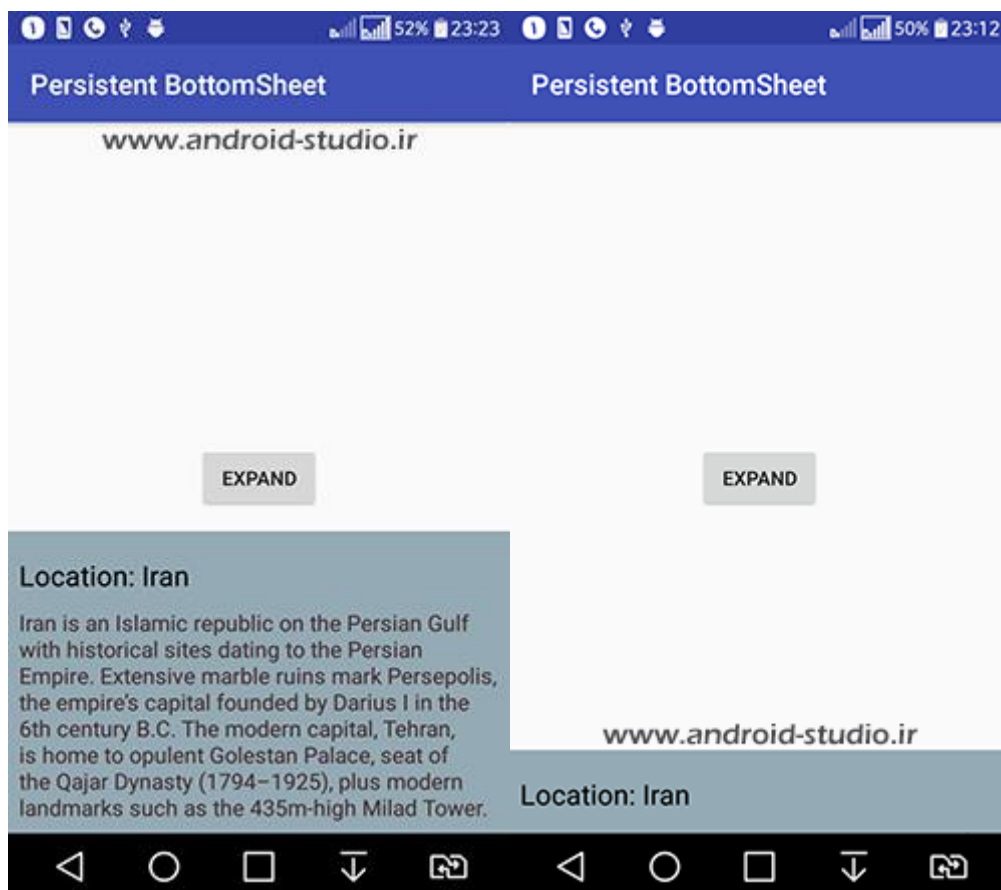 52% 23:23
Persistent BottomSheet
www.android-studio.ir
EXPAND
Location: Iran
Iran is an Islamic republic on the Persian Gulf
with historical sites dating to the Persian
Empire. Extensive marble ruins mark Persepolis,
the empire's capital founded by Darius I in the
6th century B.C. The modern capital, Tehran,
is home to opulent Golestan Palace, seat of
the Qajar Dynasty (1794–1925), plus modern
landmarks such as the 435m-high Milad Tower.
50% 23:12
Persistent BottomSheet
EXPAND
www.android-studio.ir
Location: Iran